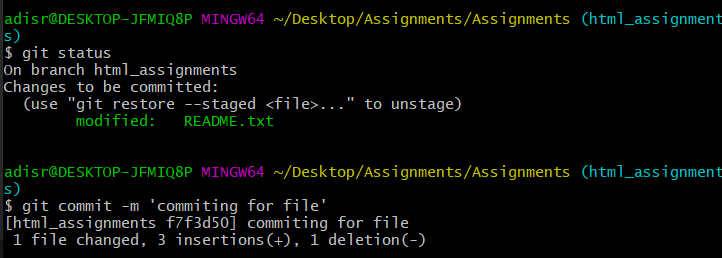 adisr@DESKTOP-JFMIQ8P MINGW64 ~/Desktop/Assignments/Assignments (html_assignment
s)
$ git status
On branch html_assignments
Changes to be committed:
  (use "git restore --staged <file>..." to unstage)
        modified:   README.txt

adisr@DESKTOP-JFMIQ8P MINGW64 ~/Desktop/Assignments/Assignments (html_assignment
s)
$ git commit -m 'commiting for file'
[html_assignments f7f3d50] commiting for file
 1 file changed, 3 insertions(+), 1 deletion(-)